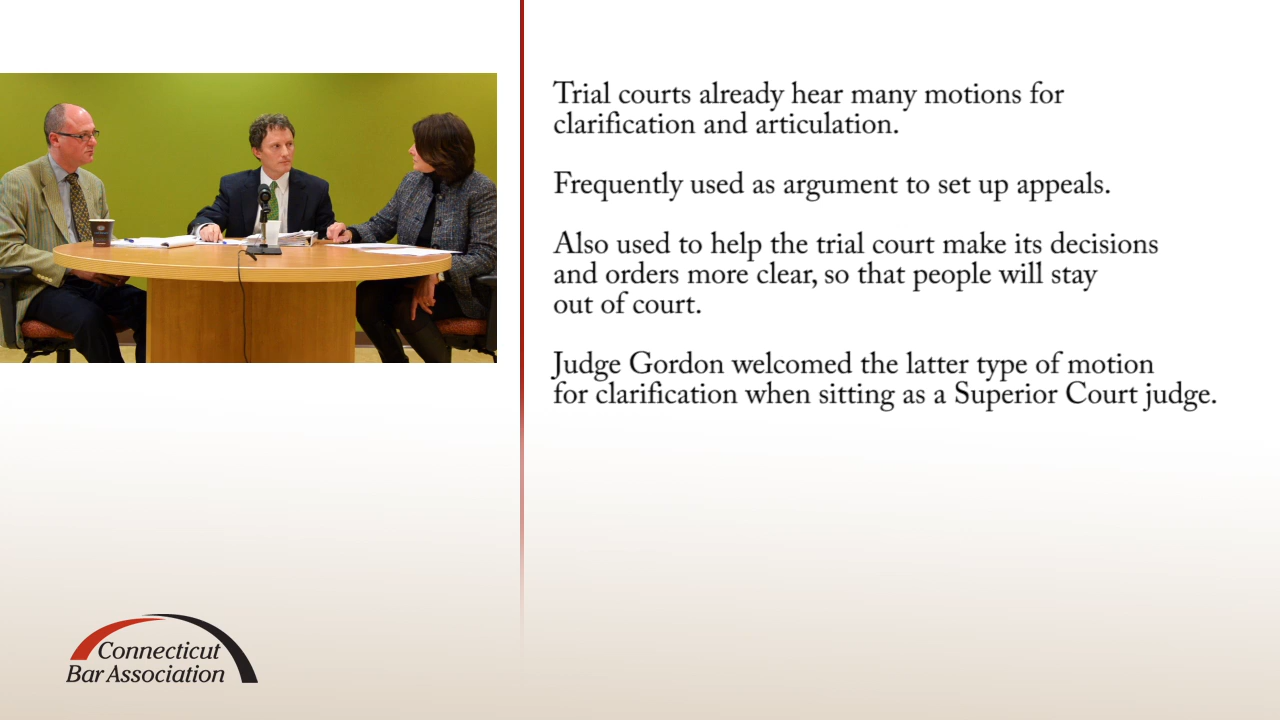 Trial courts already hear many motions for
clarification and articulation.
Frequently used as argument to set up appeals.
Also used to help the trial court make its decisions
and orders more clear, so that people will stay
out of court.
Judge Gordon welcomed the latter type of motion
for clarification when sitting as a Superior Court judge.
Connecticut
Bar Association